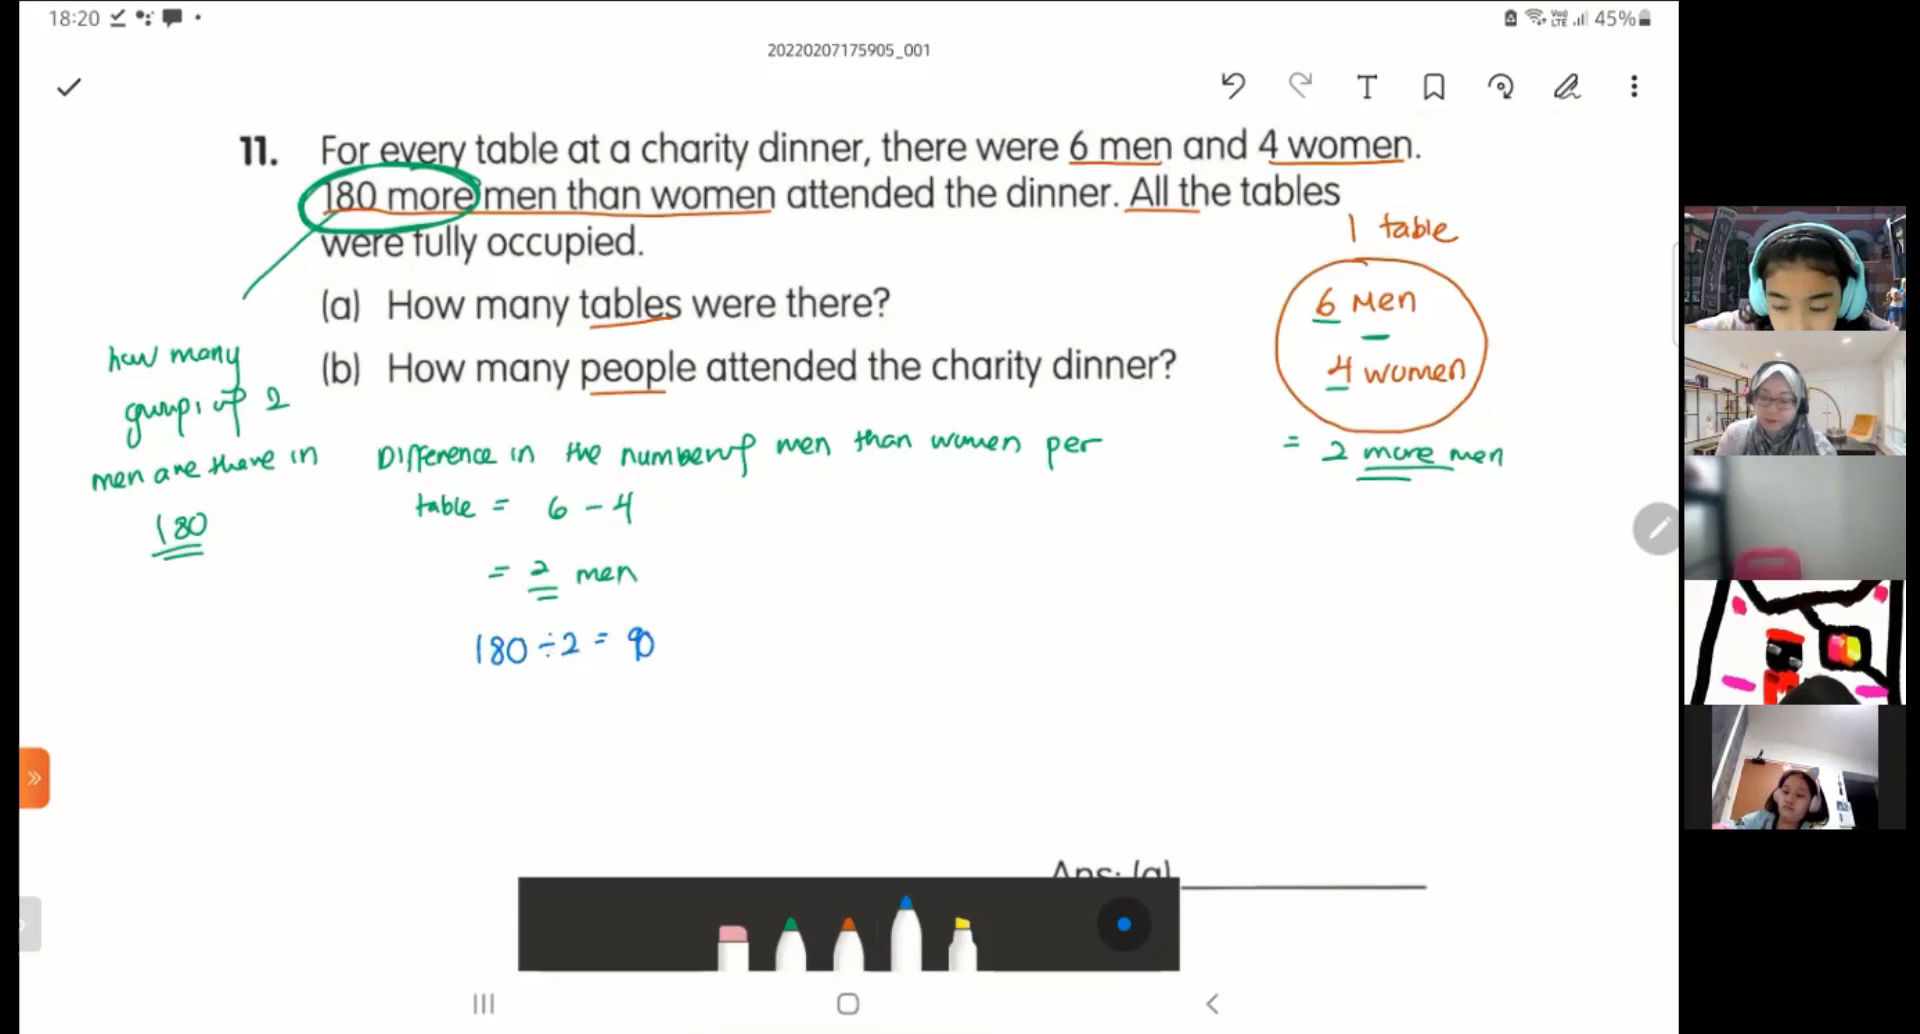 18:20
VoJ LTE 45%
20220207175905_001
T
11. For every table at a charity dinner, there were 6 men and 4 women.
180 more men than women attended the dinner. All the tables
were fully occupied.
(a) How many tables were there?
(b) How many people attended the charity dinner?
1 table
6 Men
4 women
= 2 more men
how many
groups of 2
men are there in
180
Difference in the number of men than women per
table = 6 - 4
= 2 men
180 ÷ 2 = 90
Ans: (a)